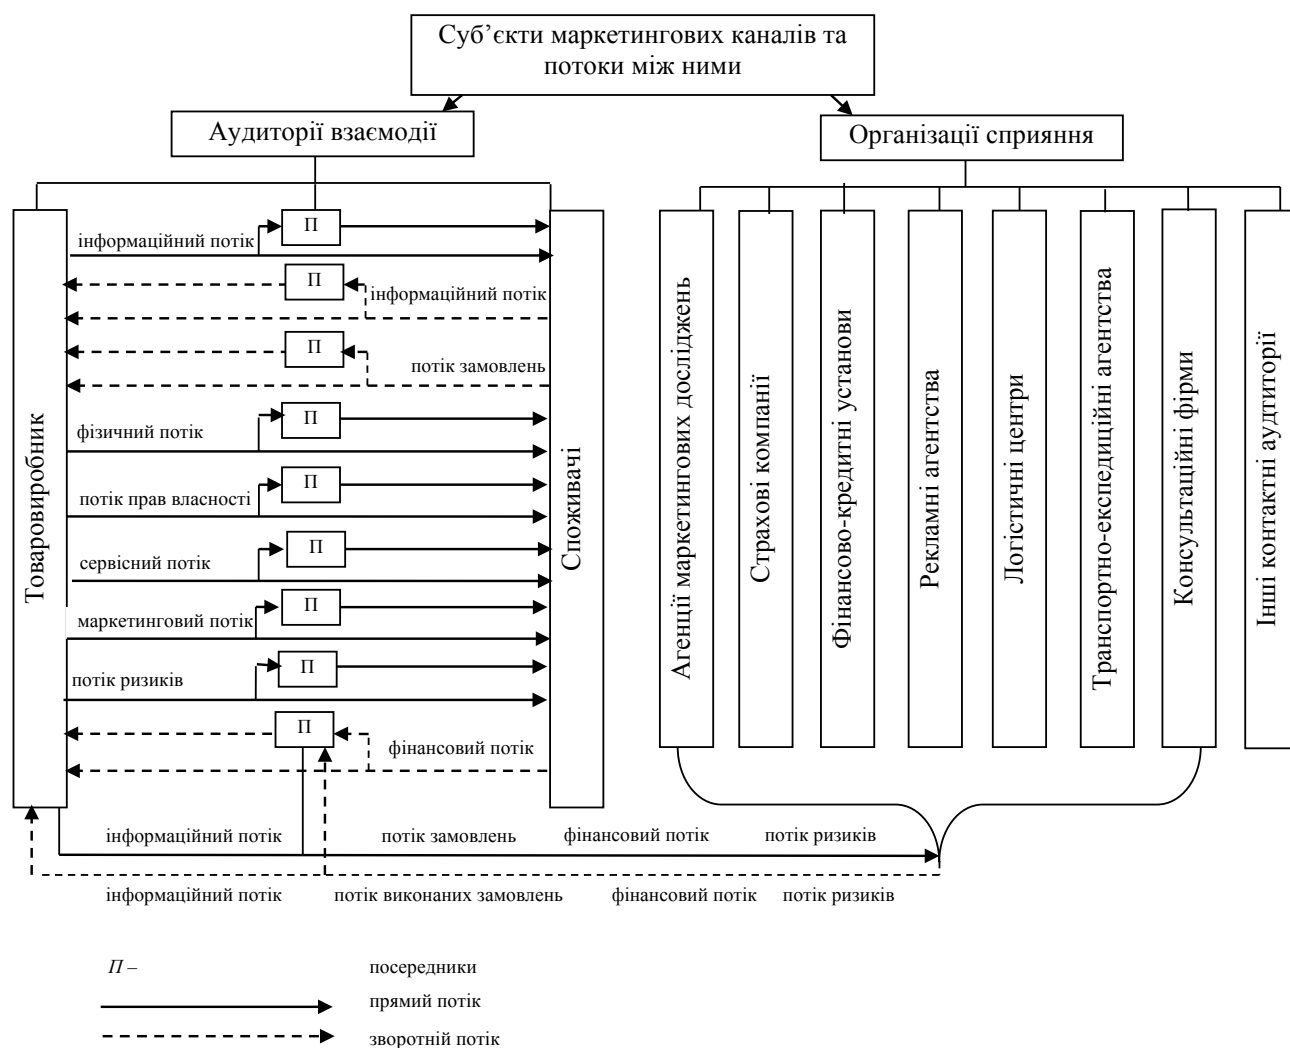 Суб’єкти маркетингових каналів та
потоки між ними
Аудиторії взаємодії
Організації сприяння
Товаровиробник
П
інформаційний потік
П
інформаційний потік
П
потік замовлень
П
фізичний потік
П
потік прав власності
П
сервісний потік
П
маркетинговий потік
П
потік ризиків
П
фінансовий потік
Споживачі
Агенції маркетингових досліджень
Страхові компанії
Фінансово-кредитні установи
Рекламні агентства
Логістичні центри
Транспортно-експедиційні агентства
Консультаційні фірми
Інші контактні аудтиторії
інформаційний потік потік замовлень фінансовий потік потік ризиків
інформаційний потік потік виконаних замовлень фінансовий потік потік ризиків
П – посередники
прямий потік
зворотній потік